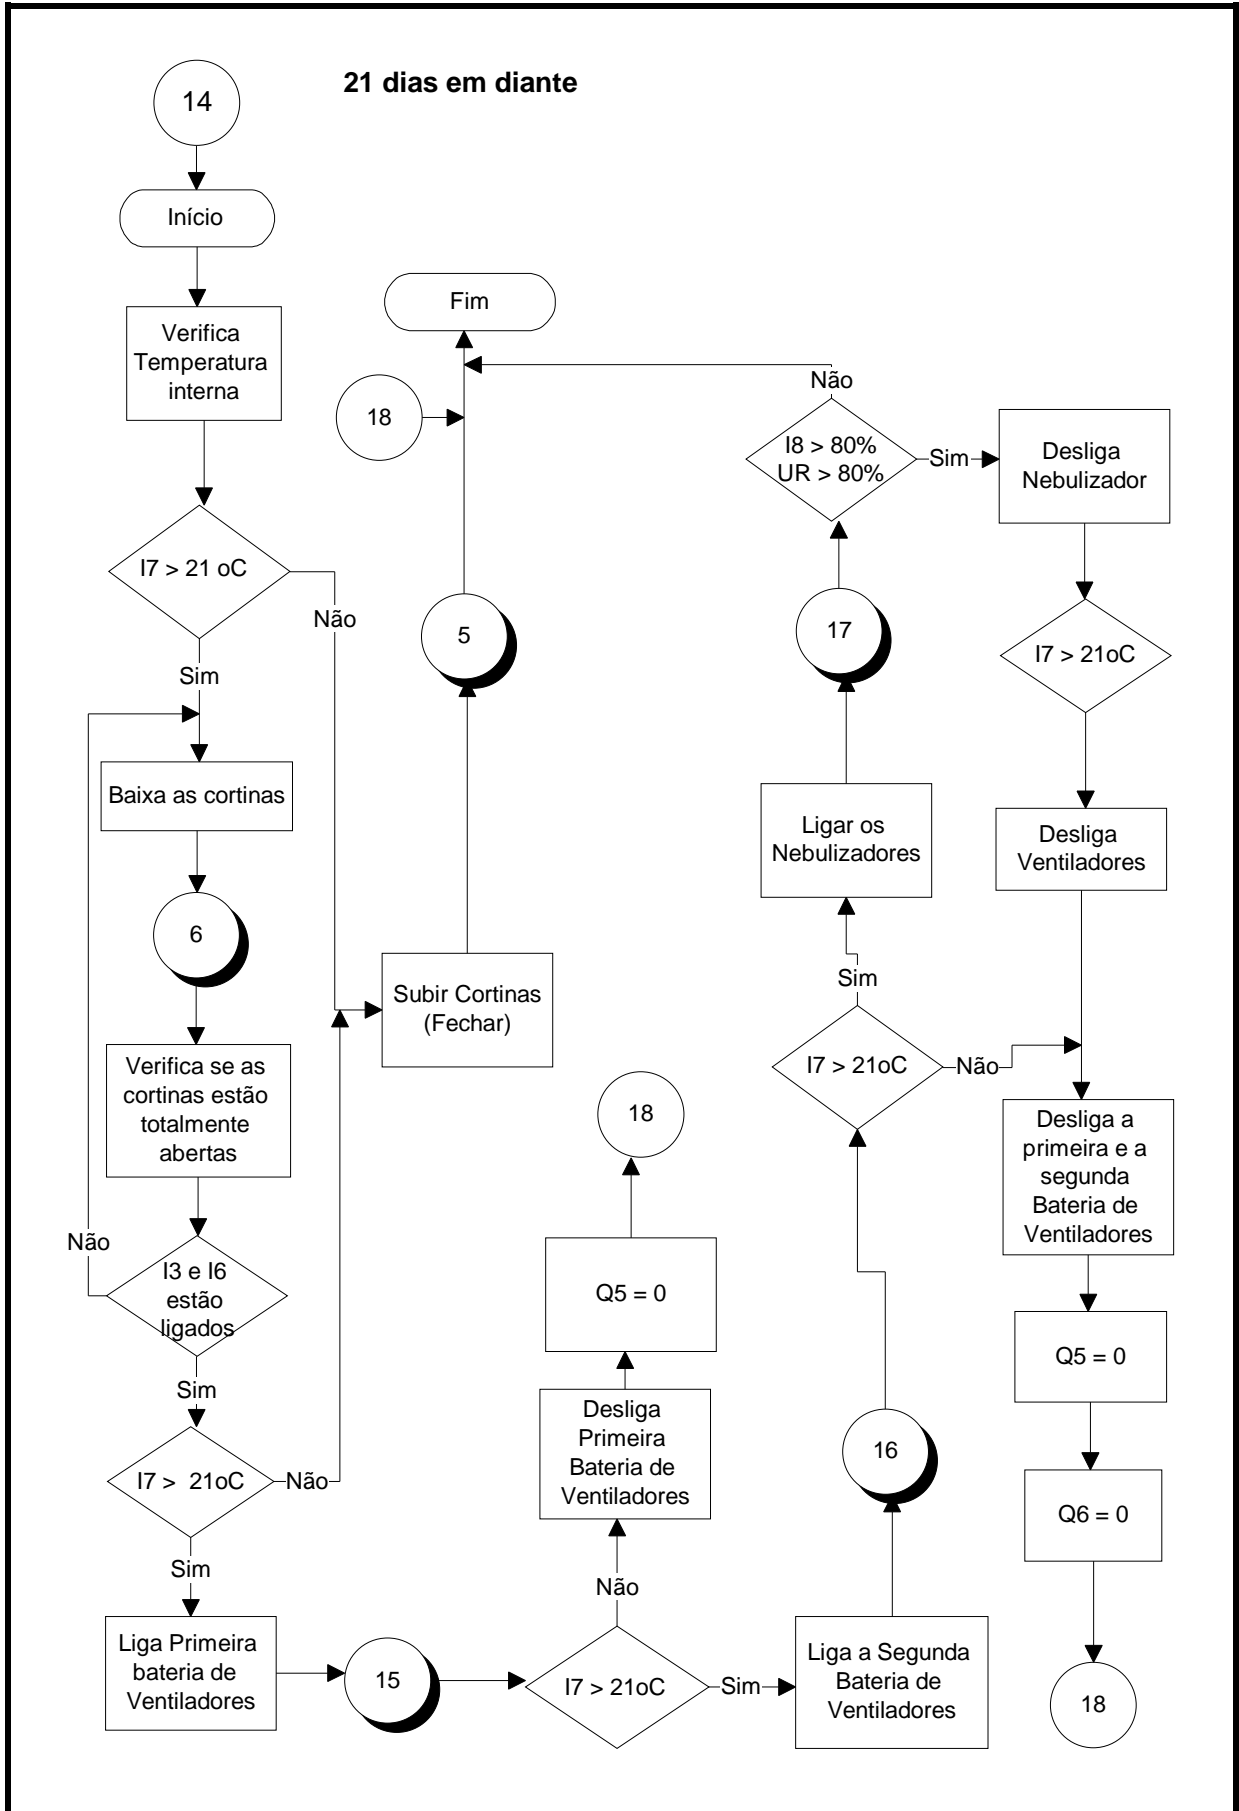 21 dias em diante
14
Início
Verifica
Temperatura
interna
I7 > 21 oC
Não
Sim
Baixa as cortinas
6
Verifica se as
cortinas estão
totalmente
abertas
Não
I3 e I6
estão
ligados
Sim
I7 > 21oC
Não
Sim
Liga Primeira
bateria de
Ventiladores
15
I7 > 21oC
Não
Sim
Desliga
Primeira
Bateria de
Ventiladores
Q5 = 0
18
Fim
18
5
Subir Cortinas
(Fechar)
Liga a Segunda
Bateria de
Ventiladores
16
I7 > 21oC
Sim
Não
Ligar os
Nebulizadores
17
I8 > 80%
UR > 80%
Não
Sim
Desliga
Nebulizador
I7 > 21oC
Desliga
Ventiladores
Desliga a
primeira e a
segunda
Bateria de
Ventiladores
Q5 = 0
Q6 = 0
18